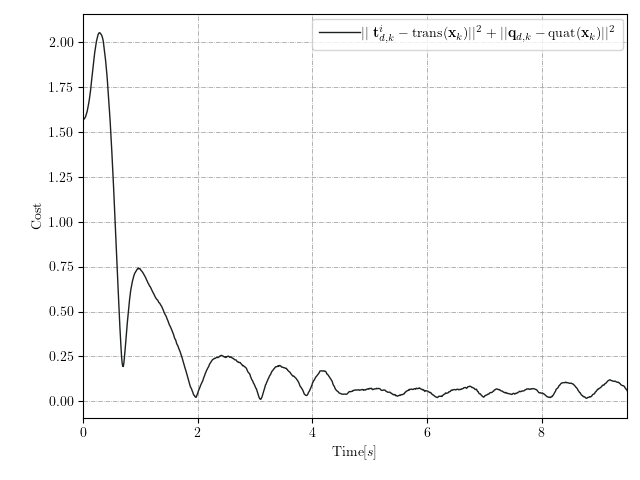 || t^i_{d,k} − trans(x_k)||^2 + ||q_{d,k} − quat(x_k)||^2
2.00
1.75
1.50
1.25
1.00
0.75
0.50
0.25
0.00
Cost
0 2 4 6 8
Time[s]